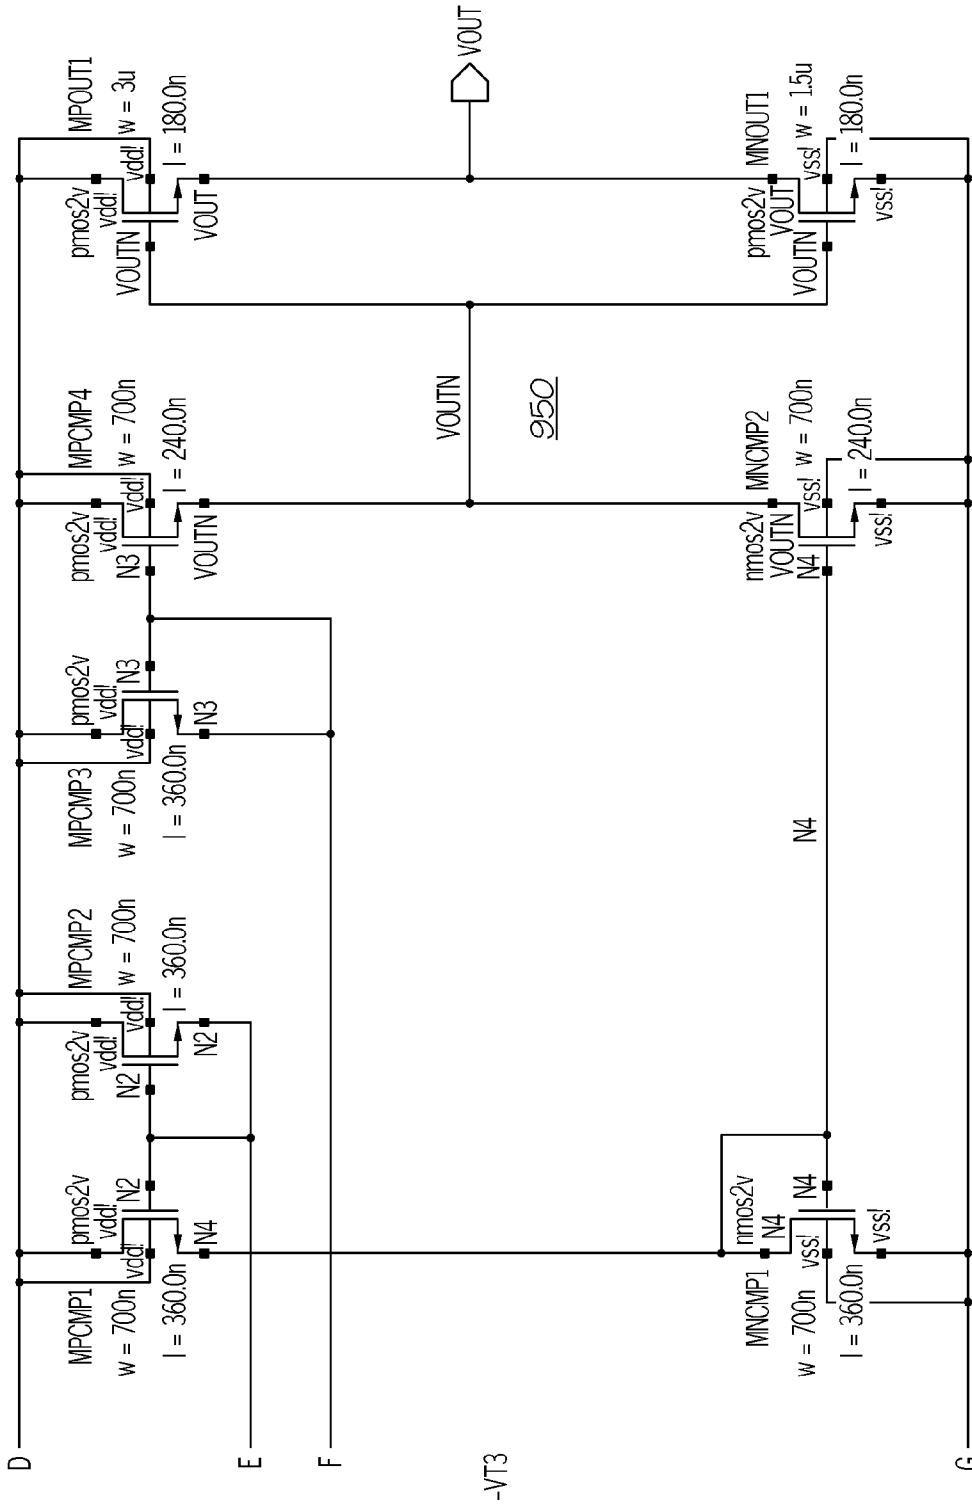 D
E
F
G
-VT3
MPCMP1
w = 700n
l = 360.0n
pmos2v
vdd!
vdd!
N2
N4
MPCMP2
w = 700n
l = 360.0n
pmos2v
vdd!
vdd!
N2
N2
MPCMP3
w = 700n
l = 360.0n
pmos2v
vdd!
vdd!
N3
N3
MPCMP4
w = 700n
l = 240.0n
pmos2v
vdd!
vdd!
N3
VOUTN
MPOUT1
w = 3u
l = 180.0n
pmos2v
vdd!
vdd!
VOUTN
VOUT
VOUT
VOUTN
950
MNCMP1
w = 700n
l = 360.0n
nmos2v
N4
N4
vss!
vss!
N4
MNCMP2
w = 700n
l = 240.0n
nmos2v
VOUTN
N4
vss!
vss!
MNOUT1
w = 1.5u
l = 180.0n
pmos2v
VOUT
VOUTN
vss!
vss!